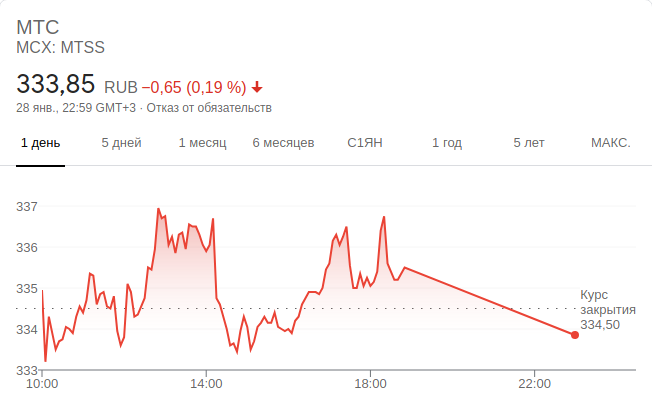 МТС
MCX: MTSS
333,85 RUB −0,65 (0,19 %)
28 янв., 22:59 GMT+3 · Отказ от обязательств
1 день 5 дней 1 месяц 6 месяцев С1ЯН 1 год 5 лет МАКС.
337
336
335
334
333
Курс
закрытия
334,50
10:00 14:00 18:00 22:00